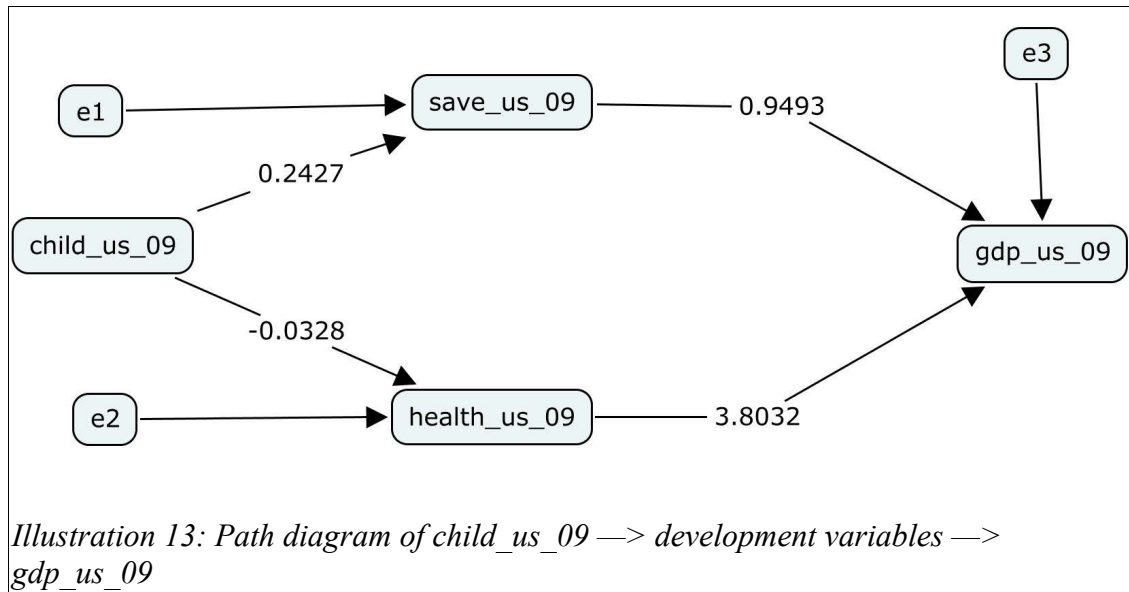 e3
save_us_09
0.9493
e1
0.2427
child_us_09
gdp_us_09
-0.0328
e2
health_us_09
3.8032
Illustration 13: Path diagram of child_us_09 —> development variables —>
gdp_us_09